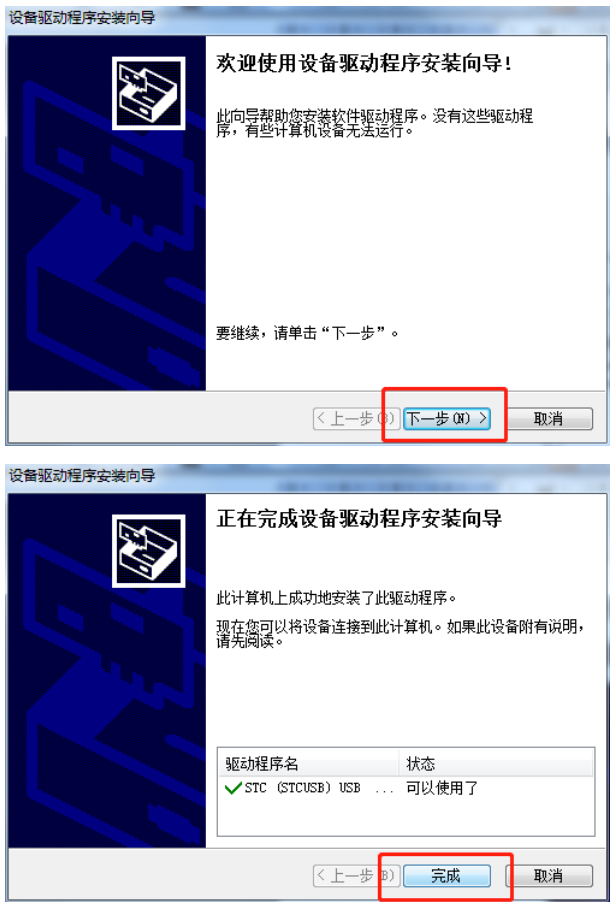 设备驱动程序安装向导
欢迎使用设备驱动程序安装向导!
此向导帮助您安装软件驱动程序。没有这些驱动程
序，有些计算机设备无法运行。
要继续，请单击“下一步”。
< 上一步(B) 下一步(N) > 取消
设备驱动程序安装向导
正在完成设备驱动程序安装向导
此计算机上成功地安装了此驱动程序。
现在您可以将设备连接到此计算机。如果此设备附有说明，
请先阅读。
驱动程序名 状态
STC (STCUSB) USB ... 可以使用了
< 上一步(B) 完成 取消